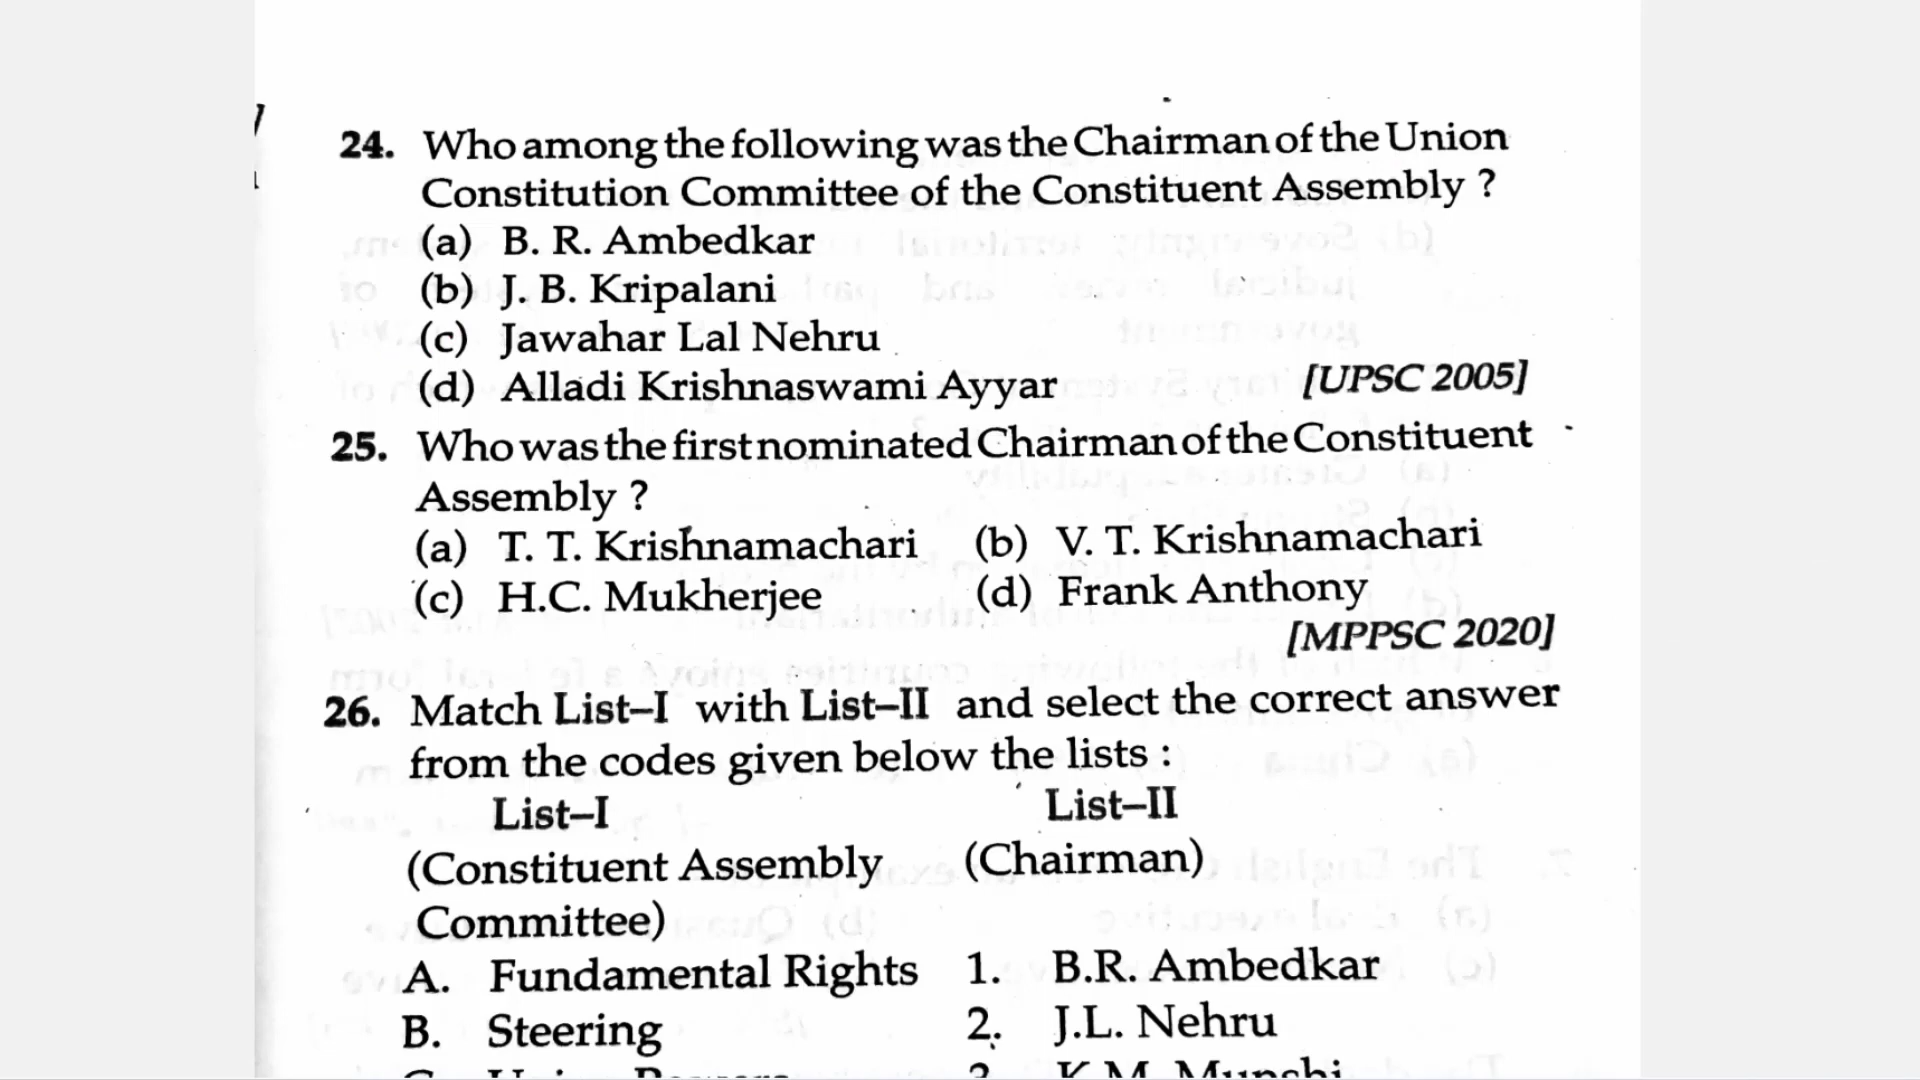 24. Who among the following was the Chairman of the Union
Constitution Committee of the Constituent Assembly ?
(a) B. R. Ambedkar
(b) J. B. Kripalani
(c) Jawahar Lal Nehru
(d) Alladi Krishnaswami Ayyar [UPSC 2005]
25. Who was the first nominated Chairman of the Constituent
Assembly ?
(a) T. T. Krishnamachari (b) V. T. Krishnamachari
(c) H.C. Mukherjee (d) Frank Anthony
[MPPSC 2020]
26. Match List–I with List–II and select the correct answer
from the codes given below the lists :
List–I List–II
(Constituent Assembly (Chairman)
Committee)
A. Fundamental Rights 1. B.R. Ambedkar
B. Steering 2. J.L. Nehru
K.M. Munshi